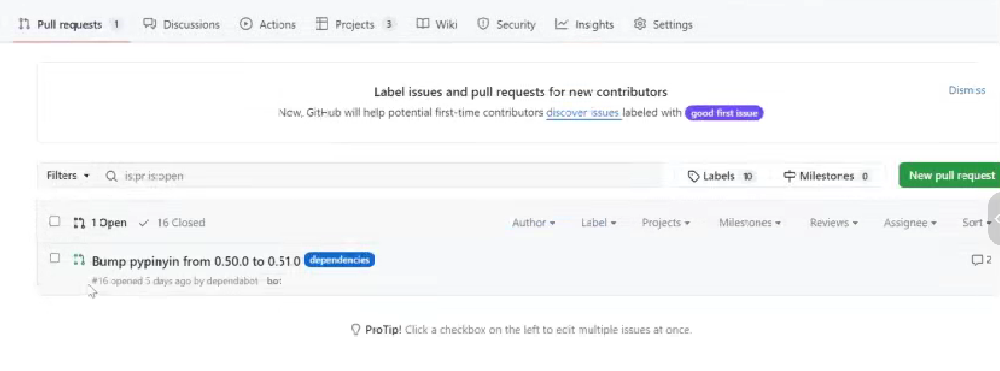 Pull requests 1 Discussions Actions Projects 3 Wiki Security Insights Settings
Label issues and pull requests for new contributors
Dismiss
Now, GitHub will help potential first-time contributors discover issues labeled with good first issue
Filters is:pr is:open Labels 10 Milestones 0 New pull request
1 Open 16 Closed Author Label Projects Milestones Reviews Assignee Sort
Bump pypinyin from 0.50.0 to 0.51.0 dependencies 2
#16 opened 5 days ago by dependabot bot
ProTip! Click a checkbox on the left to edit multiple issues at once.